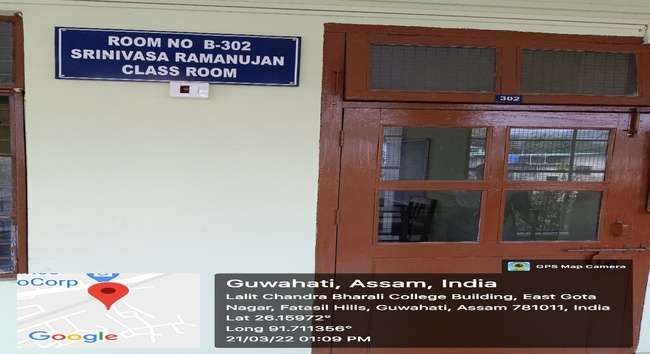 ROOM NO B-302
SRINIVASA RAMANUJAN
CLASS ROOM
302
GPS Map Camera
oCorp
Google
Guwahati, Assam, India
Lalit Chandra Bharali College Building, East Gota
Nagar, Fatasil Hills, Guwahati, Assam 781011, India
Lat 26.15972°
Long 91.711356°
21/03/22 01:09 PM